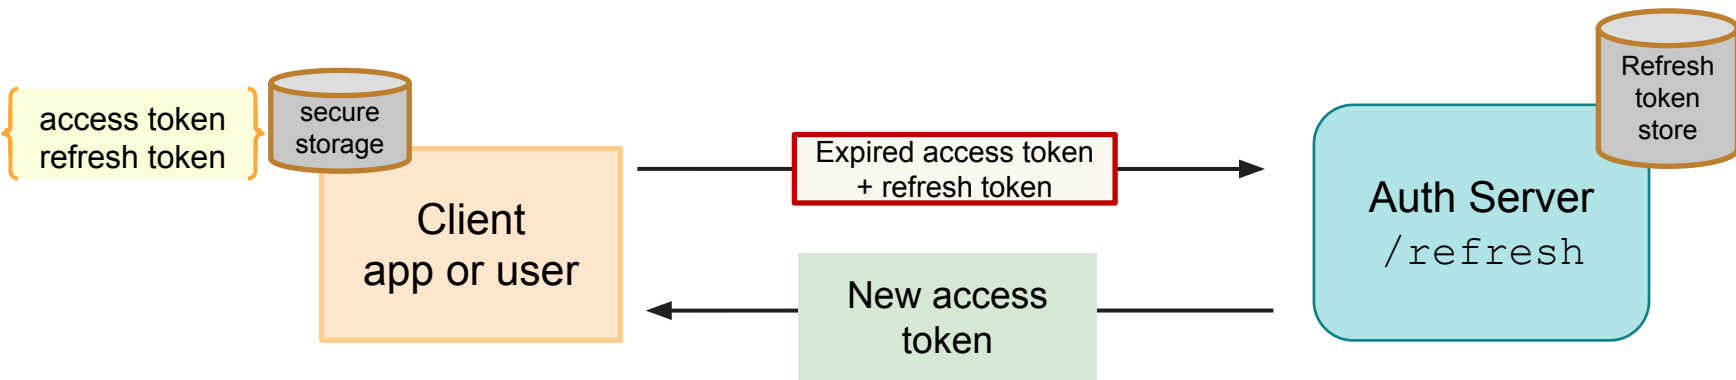 access token
refresh token
secure
storage
Client
app or user
Expired access token
+ refresh token
New access
token
Refresh
token
store
Auth Server
/refresh